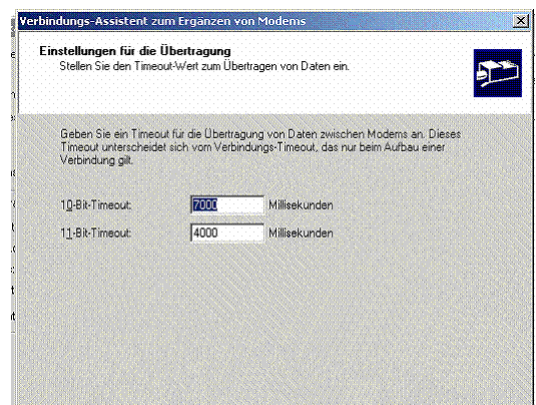 Verbindungs-Assistent zum Ergänzen von Modems
Einstellungen für die Übertragung
Stellen Sie den Timeout-Wert zum Übertragen von Daten ein.
Geben Sie ein Timeout für die Übertragung von Daten zwischen Modems an. Dieses
Timeout unterscheidet sich vom Verbindungs-Timeout, das nur beim Aufbau einer
Verbindung gilt.
10-Bit-Timeout: 7000 Millisekunden
11-Bit-Timeout: 4000 Millisekunden